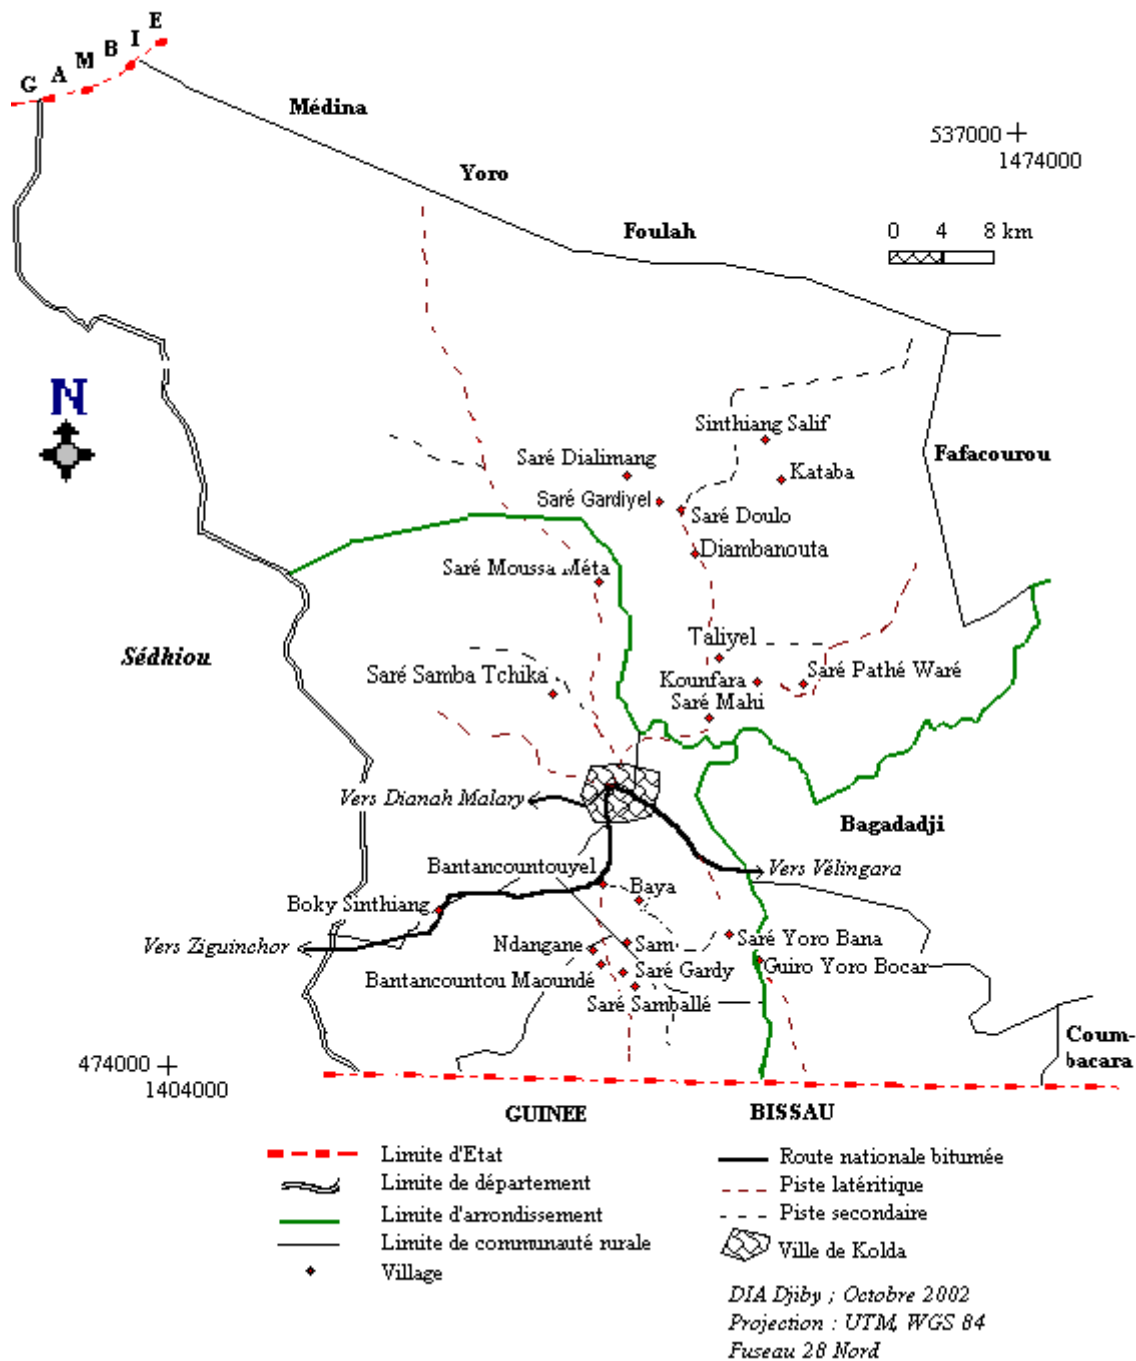 GAMBIE
Médina
537000
1474000
Yoro
Foulah
0 4 8 km
N
Sinthiang Salif
Fafacourou
Saré Dialimang
Kataba
Saré Gardiyel
Saré Doulo
Diambanouta
Saré Moussa Méta
Taliyel
Sédhiou
Saré Samba Tchika
Kounfara
Saré Pathé Waré
Saré Mahi
Vers Dianah Malary
Bagadadji
Bantancountouyel
Vers Vélingara
Baya
Boky Sinthiang
Vers Ziguinchor
Ndangane
Sam
Saré Yoro Bana
Bantancountou Maoundé
Saré Gardy
Guiro Yoro Bocar
Saré Samballé
Coum-
bacara
474000
1404000
GUINEE BISSAU
Limite d'Etat
Limite de département
Limite d'arrondissement
Limite de communauté rurale
Village
Route nationale bitumée
Piste latéritique
Piste secondaire
Ville de Kolda
DIA Djiby ; Octobre 2002
Projection : UTM, WGS 84
Fuseau 28 Nord